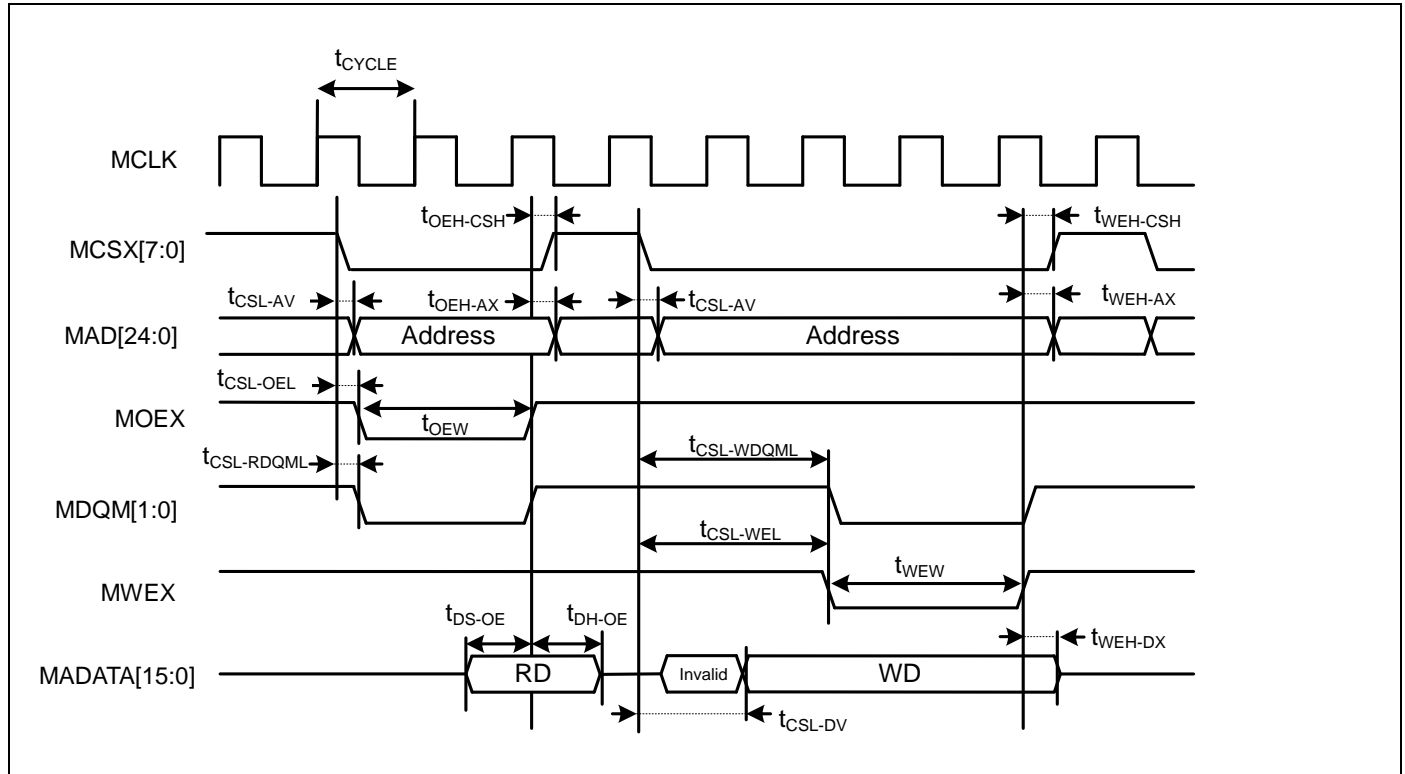 tCYCLE
MCLK
tOEH-CSH
tWEH-CSH
MCSX[7:0]
tCSL-AV
tOEH-AX
tCSL-AV
tWEH-AX
MAD[24:0]
Address
Address
tCSL-OEL
MOEX
tOEW
tCSL-RDQML
tCSL-WDQML
MDQM[1:0]
tCSL-WEL
tWEW
MWEX
tDS-OE
tDH-OE
tWEH-DX
MADATA[15:0]
RD
Invalid
WD
tCSL-DV